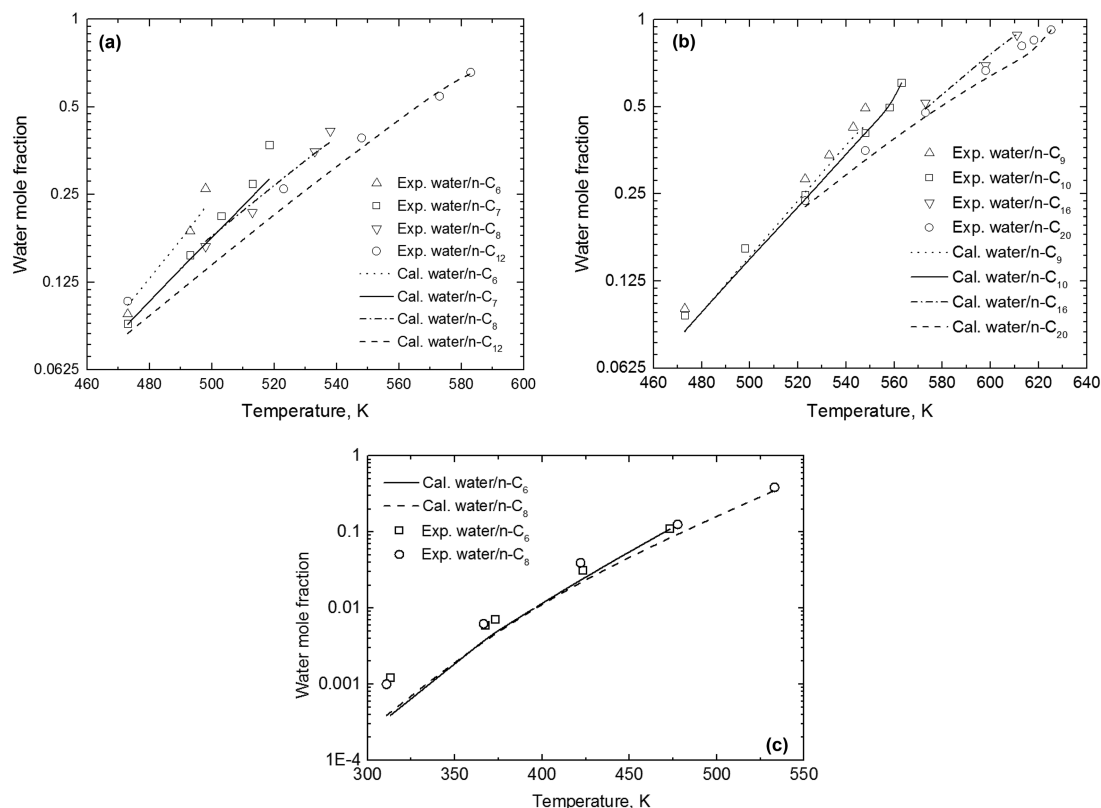 (a)
Water mole fraction
1
0.5
0.25
0.125
0.0625
460 480 500 520 540 560 580 600
Temperature, K
Exp. water/n-C6
Exp. water/n-C7
Exp. water/n-C8
Exp. water/n-C12
Cal. water/n-C6
Cal. water/n-C7
Cal. water/n-C8
Cal. water/n-C12
(b)
Water mole fraction
1
0.5
0.25
0.125
0.0625
460 480 500 520 540 560 580 600 620 640
Temperature, K
Exp. water/n-C9
Exp. water/n-C10
Exp. water/n-C16
Exp. water/n-C20
Cal. water/n-C9
Cal. water/n-C10
Cal. water/n-C16
Cal. water/n-C20
Water mole fraction
1
0.1
0.01
0.001
1E-4
300 350 400 450 500 550
Temperature, K
Cal. water/n-C6
Cal. water/n-C8
Exp. water/n-C6
Exp. water/n-C8
(c)